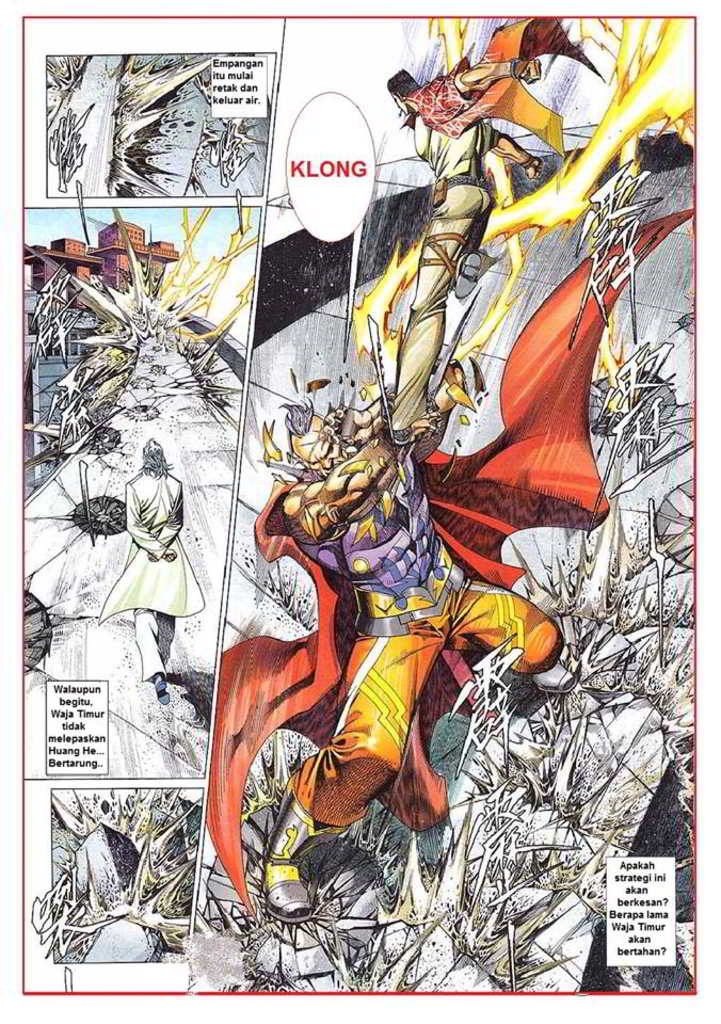 Empangan
itu mulai
retak dan
keluar air.
KLONG
Walaupun
begitu,
Waja Timur
tidak
melepaskan
Huang He...
Bertarung..
Apakah
strategi ini
akan
berkesan?
Berapa lama
Waja Timur
akan
bertahan?